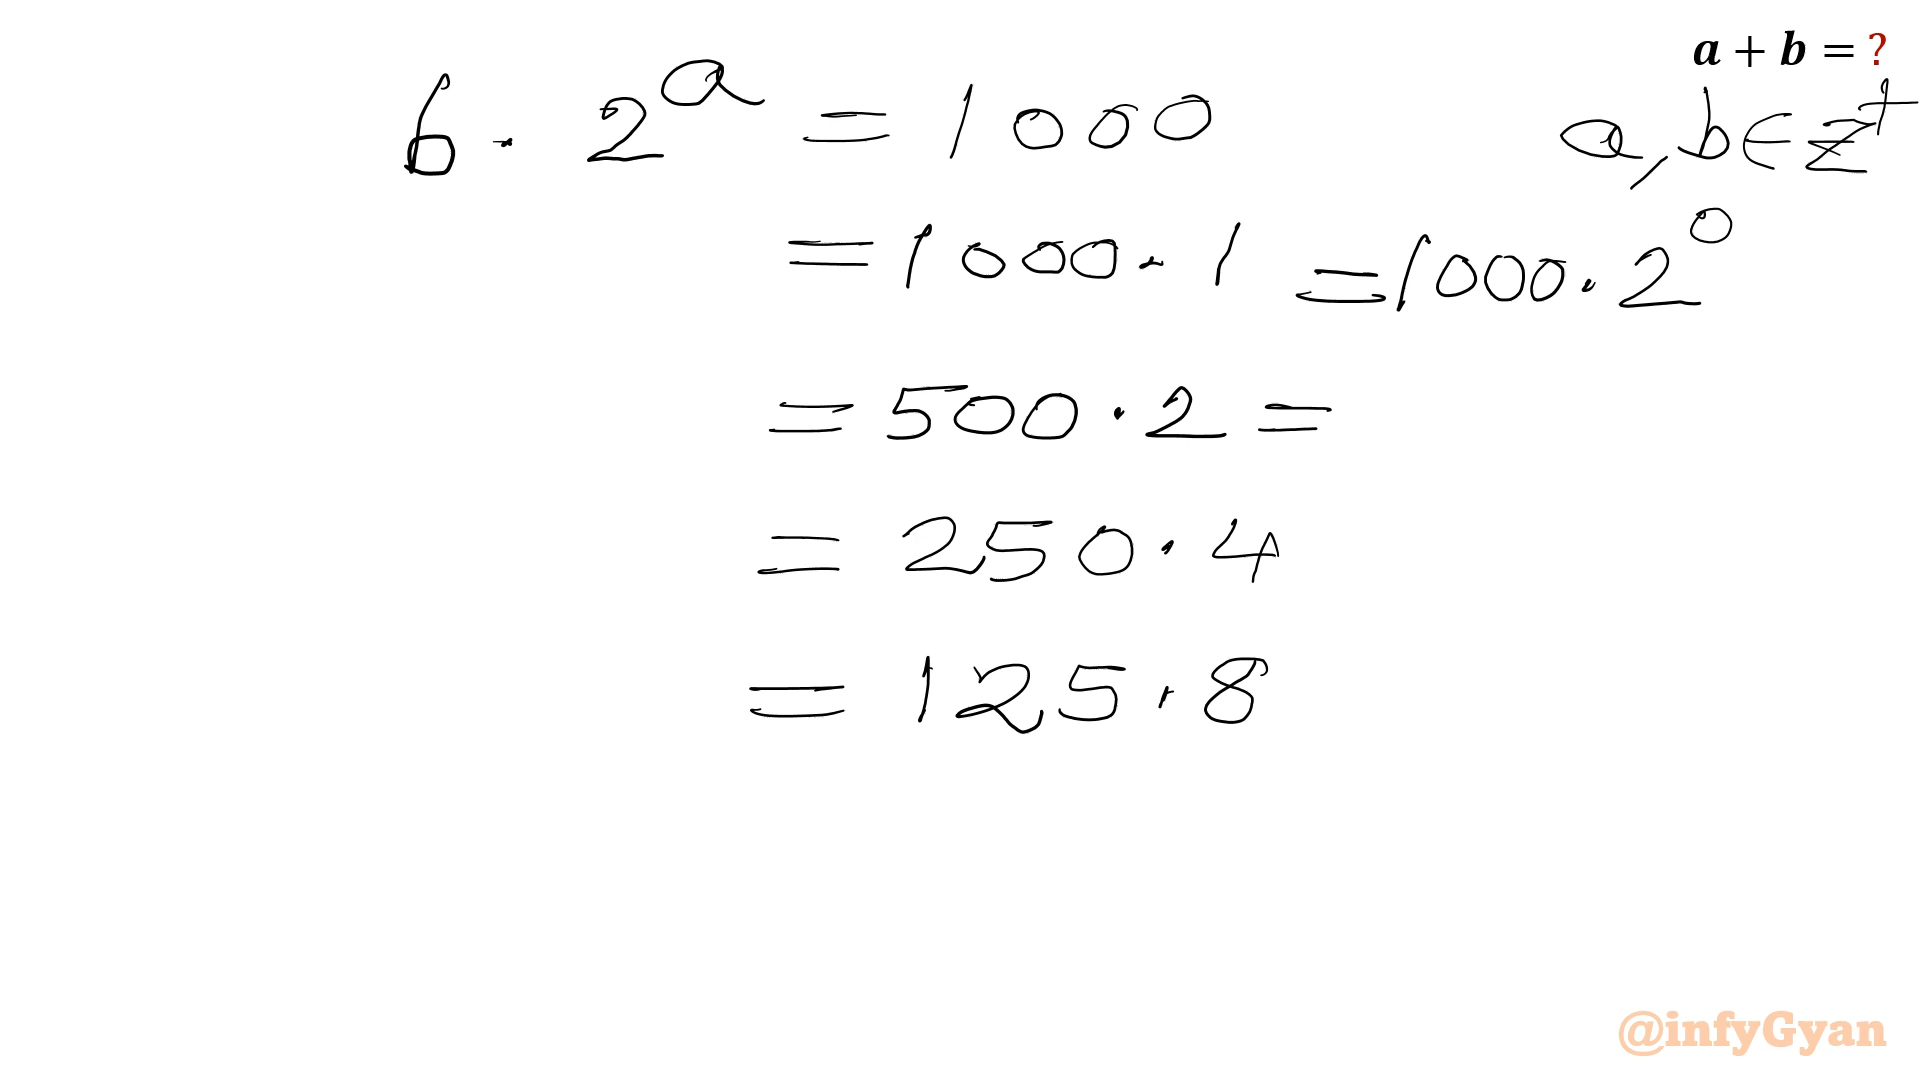 a + b = ?
b · 2^a = 1000
a, b ∈ Z^+
= 1000 · 1 = 1000 · 2^0
= 500 · 2 =
= 250 · 4
= 125 · 8
@infyGyan